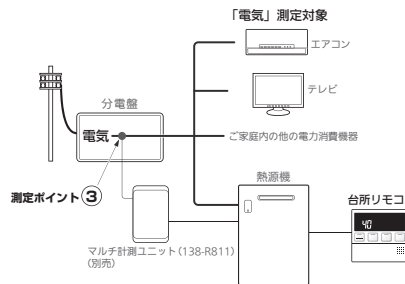 「電気」測定対象
エアコン
分電盤
テレビ
電気
ご家庭内の他の電力消費機器
測定ポイント③
熱源機
台所リモコ
40
マルチ計測ユニット(138-R811)
(別売)